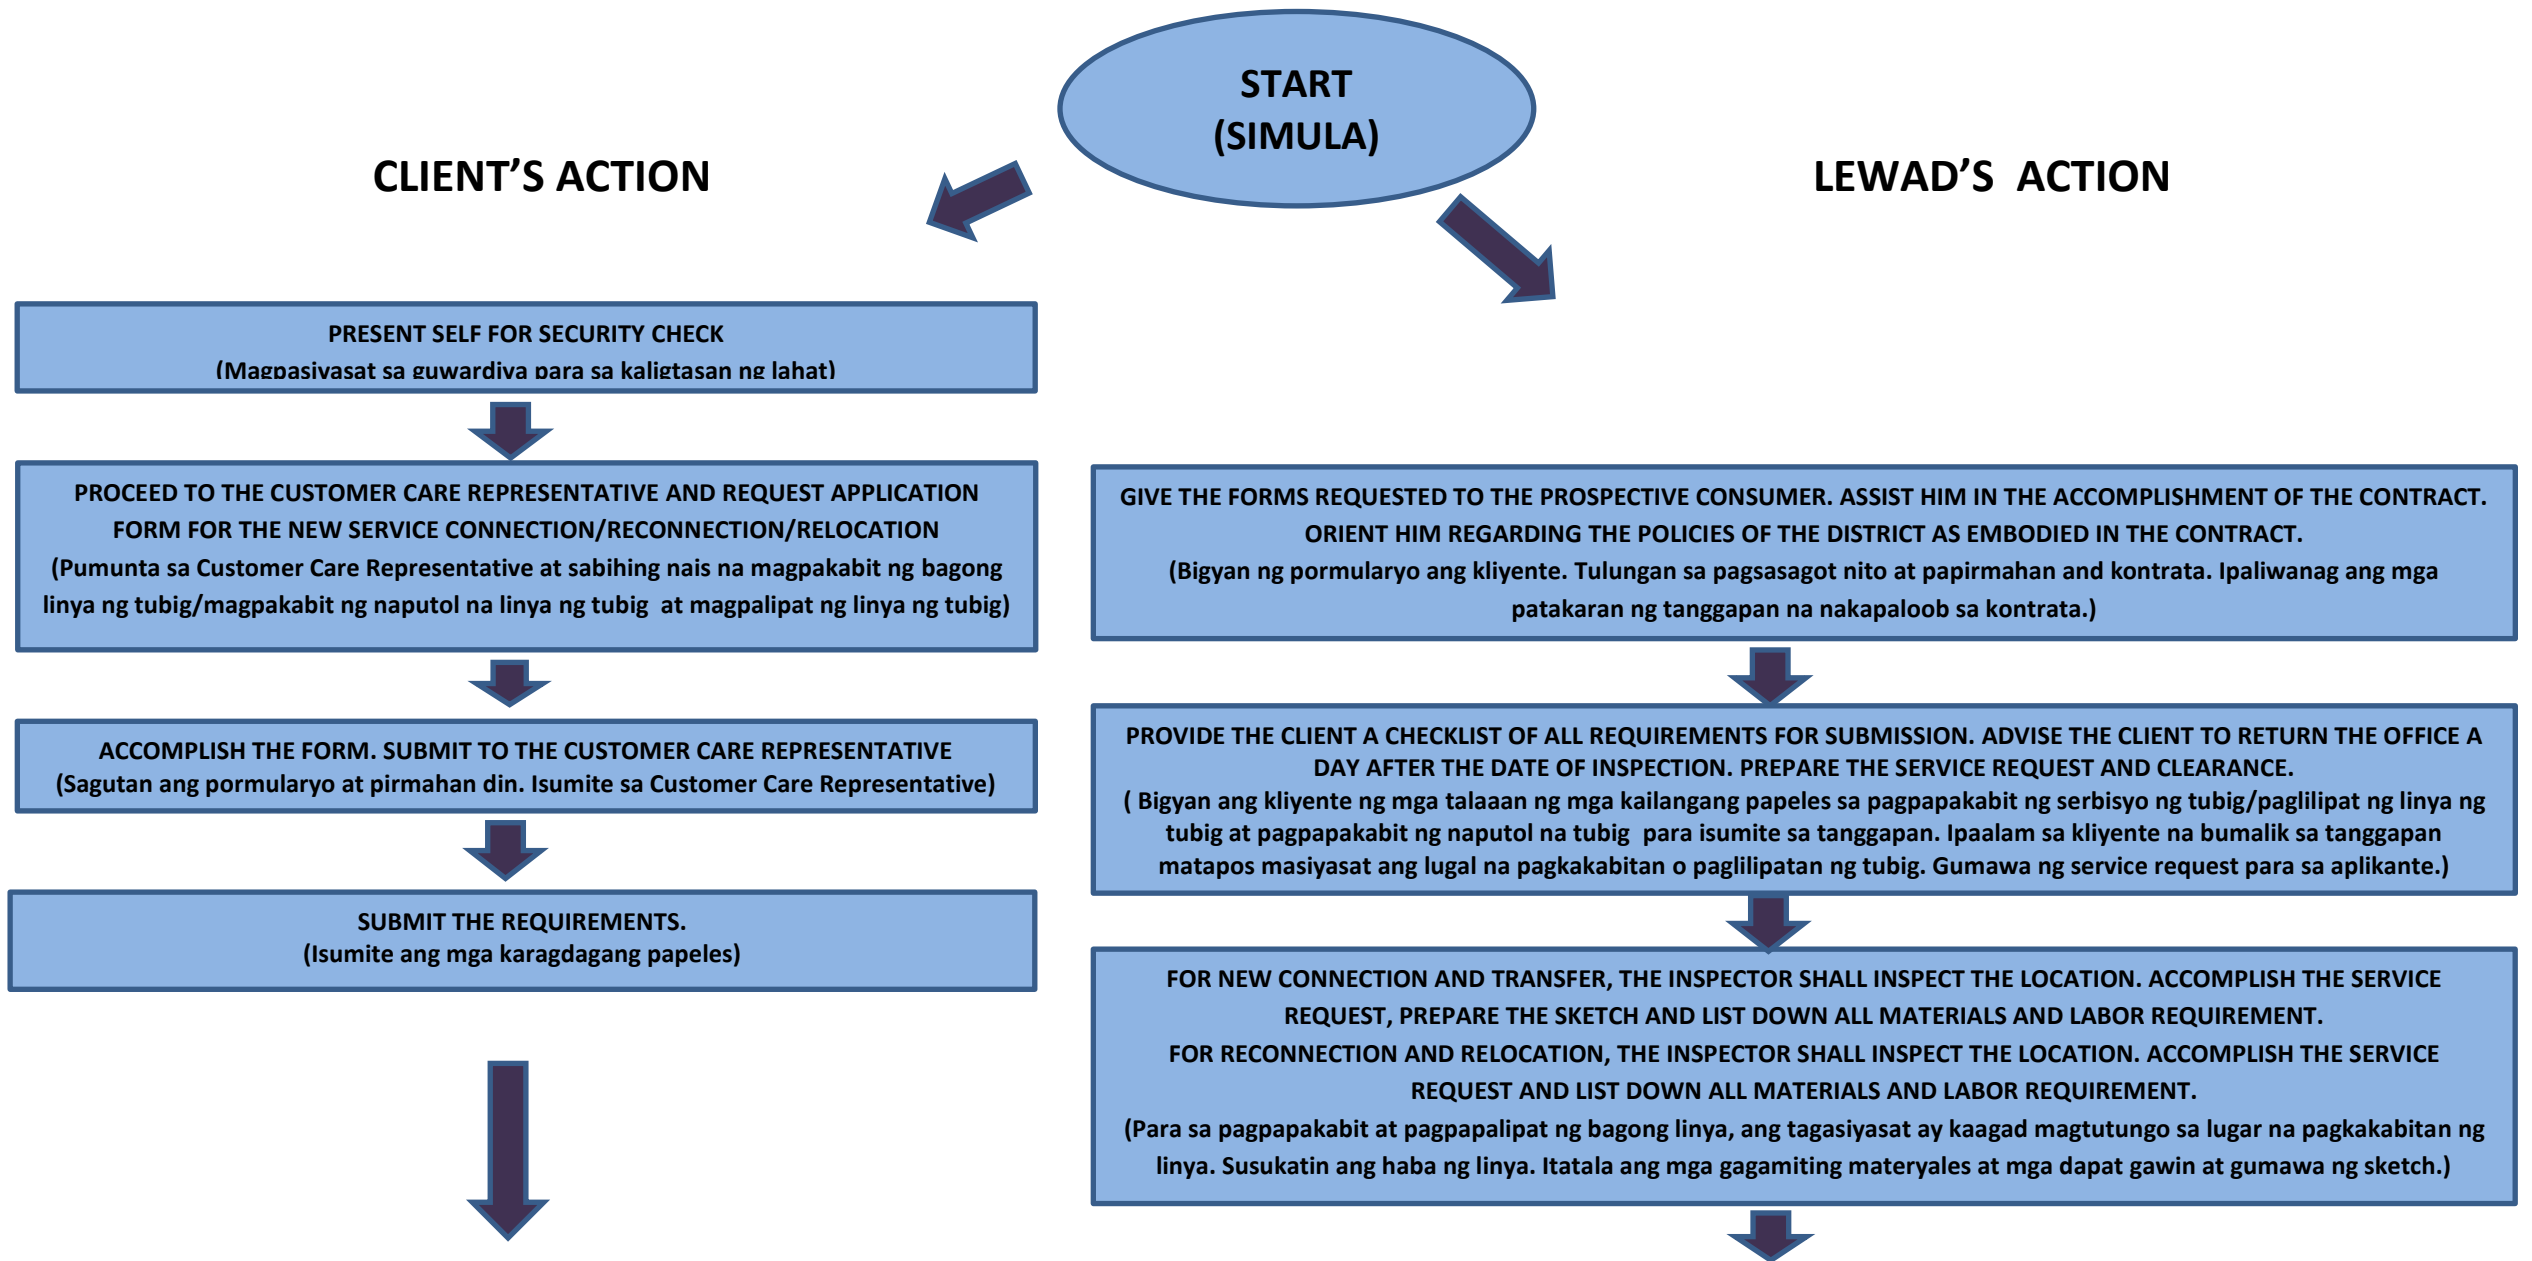 START
(SIMULA)
CLIENT’S ACTION
LEWAD’S  ACTION
PRESENT SELF FOR SECURITY CHECK
(Magpasiyasat sa guwardiya para sa kaligtasan ng lahat)
PROCEED TO THE CUSTOMER CARE REPRESENTATIVE AND REQUEST APPLICATION
FORM FOR THE NEW SERVICE CONNECTION/RECONNECTION/RELOCATION
(Pumunta sa Customer Care Representative at sabihing nais na magpakabit ng bagong
linya ng tubig/magpakabit ng naputol na linya ng tubig  at magpalipat ng linya ng tubig)
ACCOMPLISH THE FORM. SUBMIT TO THE CUSTOMER CARE REPRESENTATIVE
(Sagutan ang pormularyo at pirmahan din. Isumite sa Customer Care Representative)
SUBMIT THE REQUIREMENTS.
(Isumite ang mga karagdagang papeles)
GIVE THE FORMS REQUESTED TO THE PROSPECTIVE CONSUMER. ASSIST HIM IN THE ACCOMPLISHMENT OF THE CONTRACT.
ORIENT HIM REGARDING THE POLICIES OF THE DISTRICT AS EMBODIED IN THE CONTRACT.
(Bigyan ng pormularyo ang kliyente. Tulungan sa pagsasagot nito at papirmahan and kontrata. Ipaliwanag ang mga
patakaran ng tanggapan na nakapaloob sa kontrata.)
PROVIDE THE CLIENT A CHECKLIST OF ALL REQUIREMENTS FOR SUBMISSION. ADVISE THE CLIENT TO RETURN THE OFFICE A
DAY AFTER THE DATE OF INSPECTION. PREPARE THE SERVICE REQUEST AND CLEARANCE.
( Bigyan ang kliyente ng mga talaaan ng mga kailangang papeles sa pagpapakabit ng serbisyo ng tubig/paglilipat ng linya ng
tubig at pagpapakabit ng naputol na tubig  para isumite sa tanggapan. Ipaalam sa kliyente na bumalik sa tanggapan
matapos masiyasat ang lugal na pagkakabitan o paglilipatan ng tubig. Gumawa ng service request para sa aplikante.)
FOR NEW CONNECTION AND TRANSFER, THE INSPECTOR SHALL INSPECT THE LOCATION. ACCOMPLISH THE SERVICE
REQUEST, PREPARE THE SKETCH AND LIST DOWN ALL MATERIALS AND LABOR REQUIREMENT.
FOR RECONNECTION AND RELOCATION, THE INSPECTOR SHALL INSPECT THE LOCATION. ACCOMPLISH THE SERVICE
REQUEST AND LIST DOWN ALL MATERIALS AND LABOR REQUIREMENT.
(Para sa pagpapakabit at pagpapalipat ng bagong linya, ang tagasiyasat ay kaagad magtutungo sa lugar na pagkakabitan ng
linya. Susukatin ang haba ng linya. Itatala ang mga gagamiting materyales at mga dapat gawin at gumawa ng sketch.)